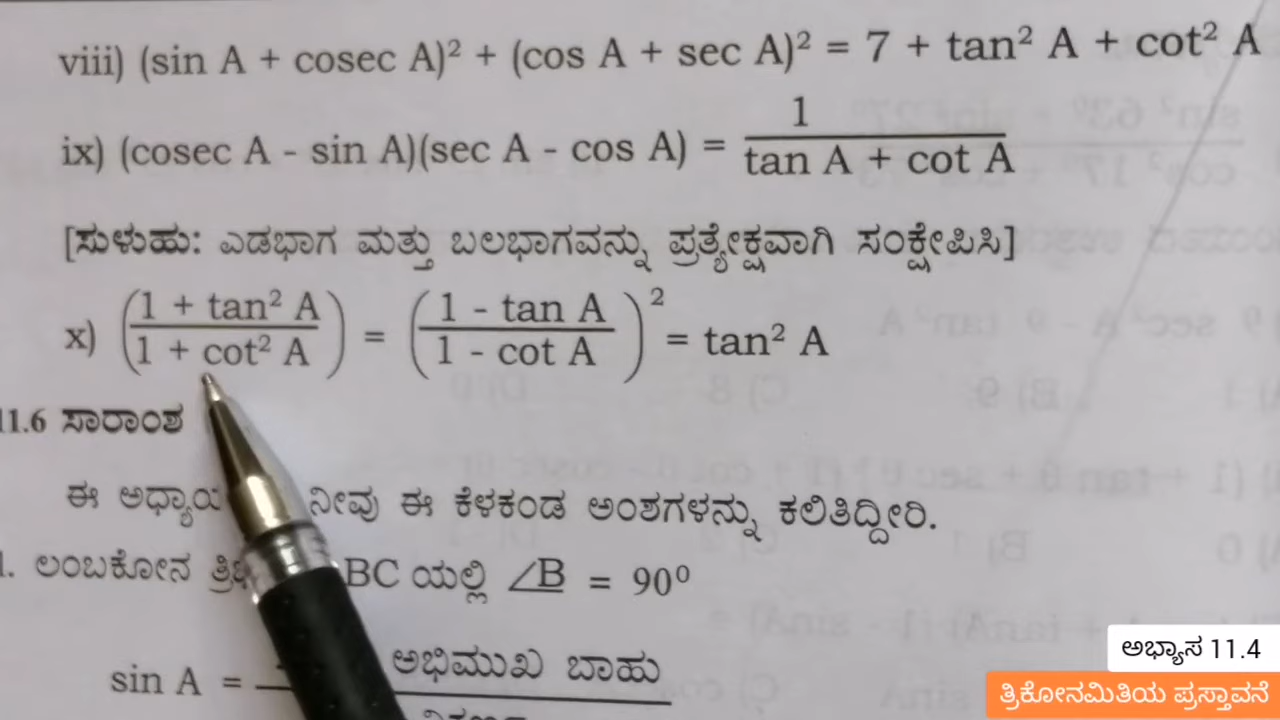 viii) (sin A + cosec A)² + (cos A + sec A)² = 7 + tan² A + cot² A
ix) (cosec A - sin A)(sec A - cos A) = 1 / tan A + cot A
[ಸುಳುಹು: ಎಡಭಾಗ ಮತ್ತು ಬಲಭಾಗವನ್ನು ಪ್ರತ್ಯೇಕ್ಷವಾಗಿ ಸಂಕ್ಷೇಪಿಸಿ]
x) (1 + tan² A / 1 + cot² A) = (1 - tan A / 1 - cot A)² = tan² A
11.6 ಸಾರಾಂಶ
ಈ ನೀವು ಈ ಕೆಳಕಂಡ ಅಂಶಗಳನ್ನು ಕಲಿತಿದ್ದೀರಿ.
1. ಲಂಬಕೋನ BC ಯಲ್ಲಿ ∠B = 90⁰
sin A = ಅಭಿಮುಖ ಬಾಹು
ಅಭ್ಯಾಸ 11.4
ತ್ರಿಕೋನಮಿತಿಯ ಪ್ರಸ್ತಾವನೆ